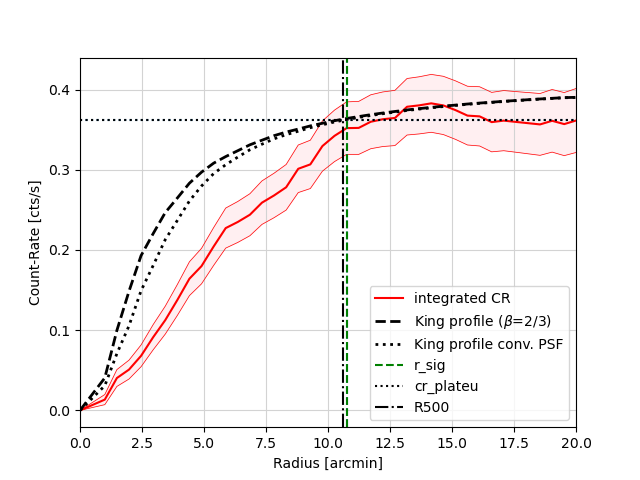 0.4
0.3
0.2
0.1
0.0
Count-Rate [cts/s]
integrated CR
King profile (β=2/3)
King profile conv. PSF
r_sig
cr_plateu
R500
0.0 2.5 5.0 7.5 10.0 12.5 15.0 17.5 20.0
Radius [arcmin]